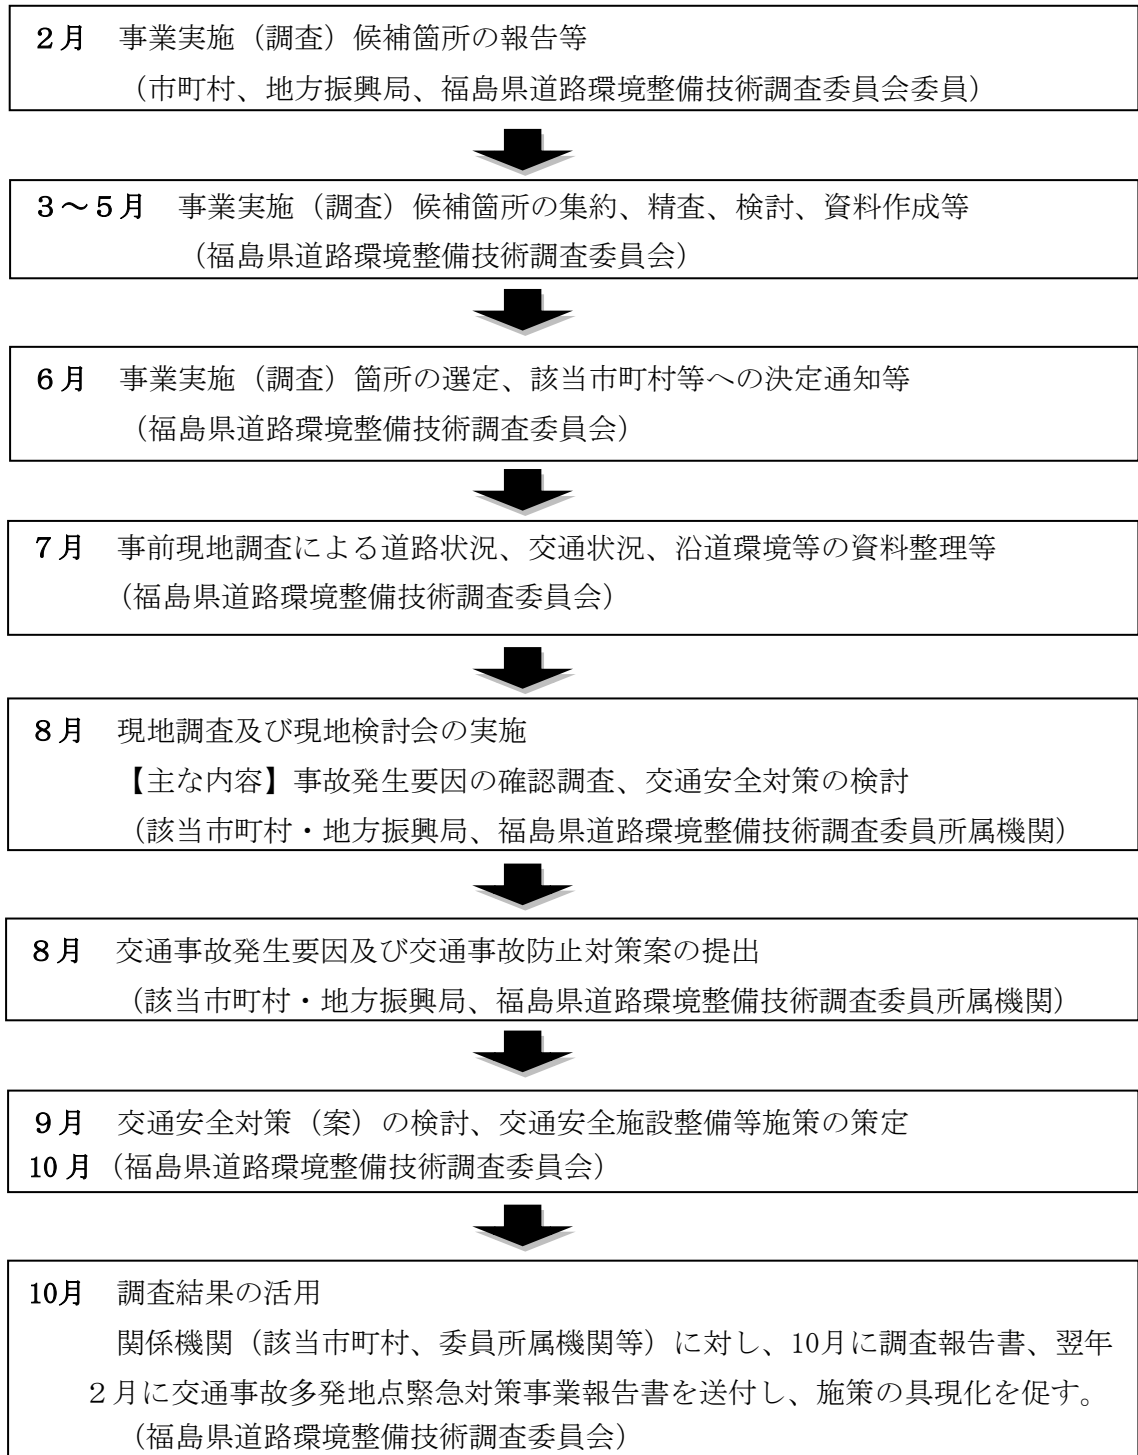 ２月　事業実施（調査）候補箇所の報告等
（市町村、地方振興局、福島県道路環境整備技術調査委員会委員）
３～５月　事業実施（調査）候補箇所の集約、精査、検討、資料作成等
（福島県道路環境整備技術調査委員会）
６月　事業実施（調査）箇所の選定、該当市町村等への決定通知等
（福島県道路環境整備技術調査委員会）
７月　事前現地調査による道路状況、交通状況、沿道環境等の資料整理等
（福島県道路環境整備技術調査委員会）
８月　現地調査及び現地検討会の実施
【主な内容】事故発生要因の確認調査、交通安全対策の検討
（該当市町村・地方振興局、福島県道路環境整備技術調査委員所属機関）
８月　交通事故発生要因及び交通事故防止対策案の提出
（該当市町村・地方振興局、福島県道路環境整備技術調査委員所属機関）
９月　交通安全対策（案）の検討、交通安全施設整備等施策の策定
10月（福島県道路環境整備技術調査委員会）
10月　調査結果の活用
関係機関（該当市町村、委員所属機関等）に対し、10月に調査報告書、翌年
２月に交通事故多発地点緊急対策事業報告書を送付し、施策の具現化を促す。
（福島県道路環境整備技術調査委員会）